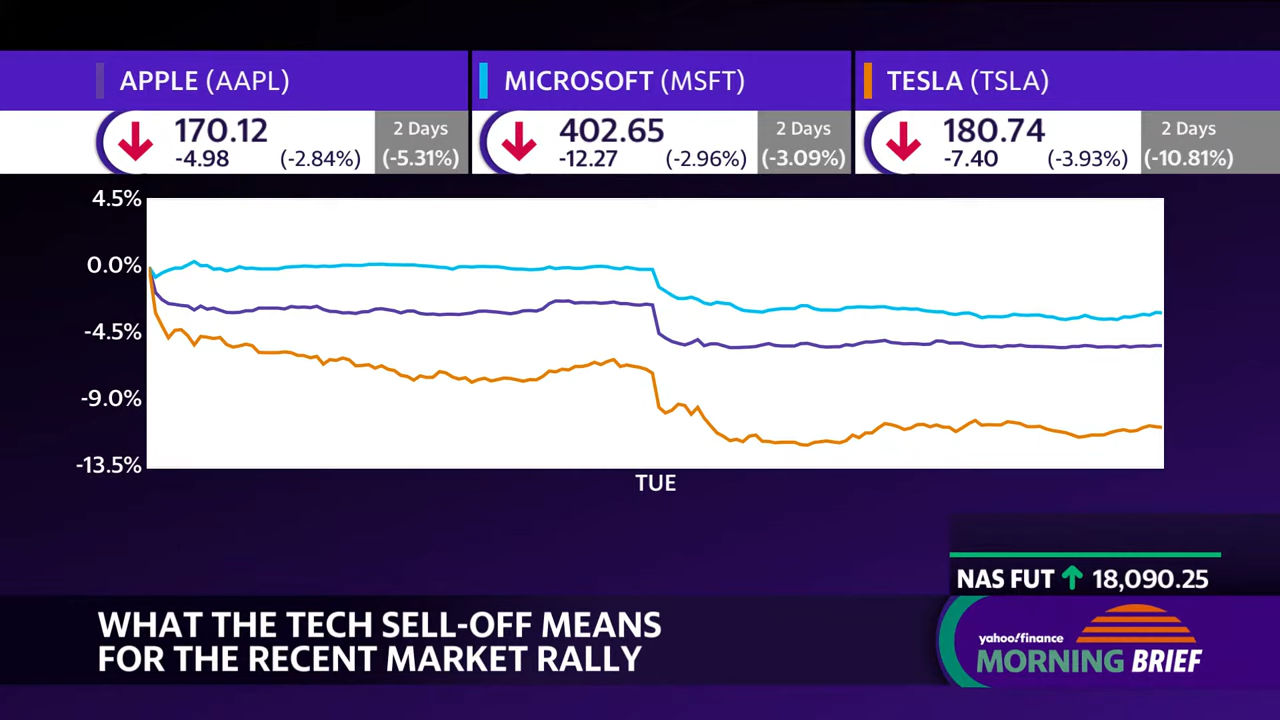 APPLE (AAPL)
170.12
-4.98 (-2.84%)
2 Days
(-5.31%)
MICROSOFT (MSFT)
402.65
-12.27 (-2.96%)
2 Days
(-3.09%)
TESLA (TSLA)
180.74
-7.40 (-3.93%)
2 Days
(-10.81%)
4.5%
0.0%
-4.5%
-9.0%
-13.5%
TUE
NAS FUT 18,090.25
WHAT THE TECH SELL-OFF MEANS
FOR THE RECENT MARKET RALLY
yahoo!finance
MORNING BRIEF